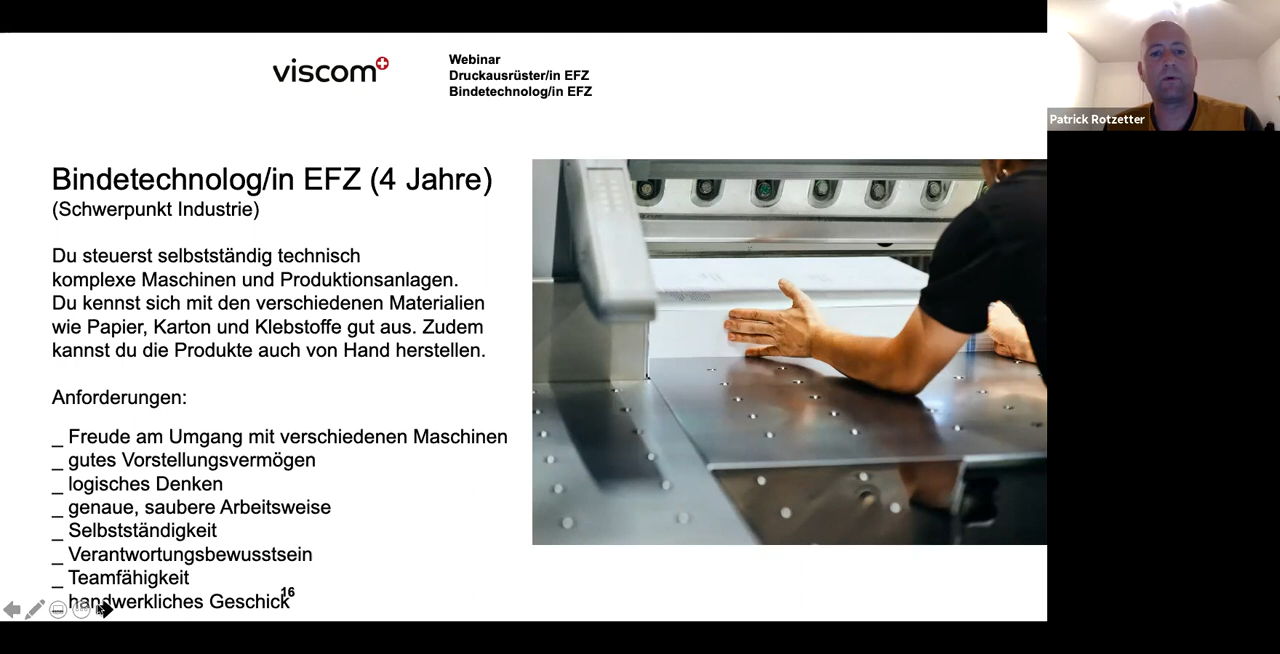 viscom
Webinar
Druckausrüster/in EFZ
Bindetechnolog/in EFZ
Patrick Rotzetter
Bindetechnolog/in EFZ (4 Jahre)
(Schwerpunkt Industrie)
Du steuerst selbstständig technisch
komplexe Maschinen und Produktionsanlagen.
Du kennst sich mit den verschiedenen Materialien
wie Papier, Karton und Klebstoffe gut aus. Zudem
kannst du die Produkte auch von Hand herstellen.
Anforderungen:
_ Freude am Umgang mit verschiedenen Maschinen
_ gutes Vorstellungsvermögen
_ logisches Denken
_ genaue, saubere Arbeitsweise
_ Selbstständigkeit
_ Verantwortungsbewusstsein
_ Teamfähigkeit
_ handwerkliches Geschick
16